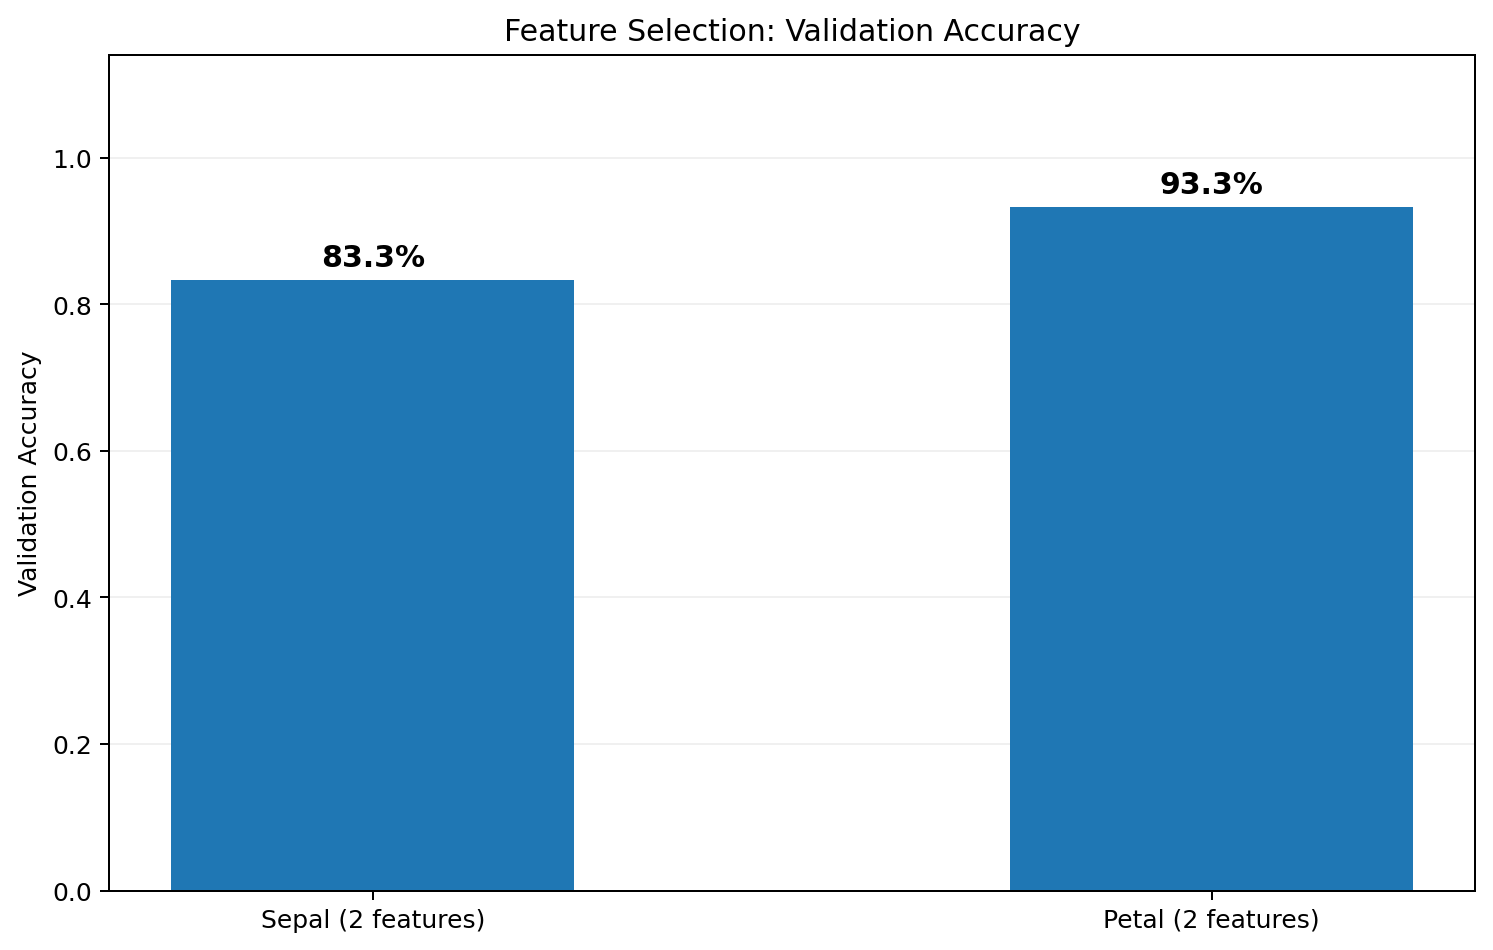 Feature Selection: Validation Accuracy
Validation Accuracy
1.0
0.8
0.6
0.4
0.2
0.0
83.3%
93.3%
Sepal (2 features)
Petal (2 features)